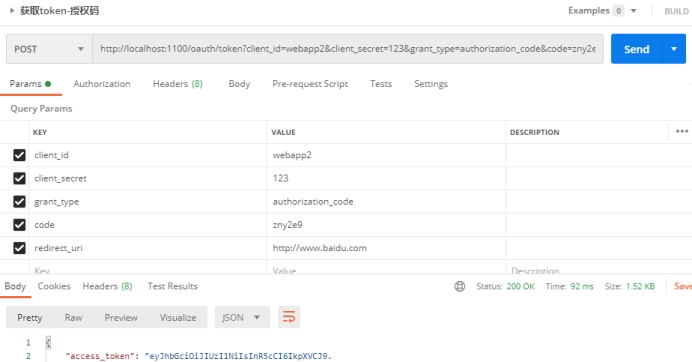 获取token-授权码 Examples 0 BUILD
POST http://localhost:1100/oauth/token?client_id=webapp2&client_secret=123&grant_type=authorization_code&code=zny2e Send
Params Authorization Headers (8) Body Pre-request Script Tests Settings
Query Params
KEY VALUE DESCRIPTION
client_id webapp2
client_secret 123
grant_type authorization_code
code zny2e9
redirect_uri http://www.baidu.com
Key Value Description
Body Cookies Headers (8) Test Results Status: 200 OK Time: 92 ms Size: 1.52 KB Save
Pretty Raw Preview Visualize JSON
1 {
2 "access_token": "eyJhbGciOiJIUzI1NiIsInR5cCI6IkpXVCJ9.